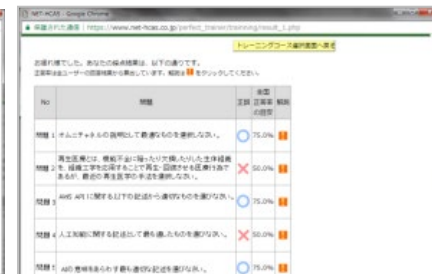 NET-HCAS - Google Chrome
保護された通信 | https://www.net-hcas.co.jp/perfect_trainer/trainning/result_1.php
トレーニングコース選択画面へ戻る
お疲れ様でした。あなたの採点結果は、以下の通りです。
正答率は全ユーザーの回答結果から算出しています。解説は をクリックしてください。
No 問題 正誤 全国正答率の目安 解説
問題 1 オムニチャネルの説明として最適なものを選択しなさい。 75.0%
問題 2 再生医療とは、機能不全に陥ったり欠損したりした生体組織を、組織工学を応用することで再生・回復させる医療行為であるが、最近の再生医学の手法を選択しなさい。 50.0%
問題 3 AWS API に関する以下の記述から適切なものを選びなさい。 75.0%
問題 4 人工知能に関する記述として最も適したものを選びなさい。 50.0%
問題 5 の意味をあらわす最も適切な記述を選びなさい。 75.0%